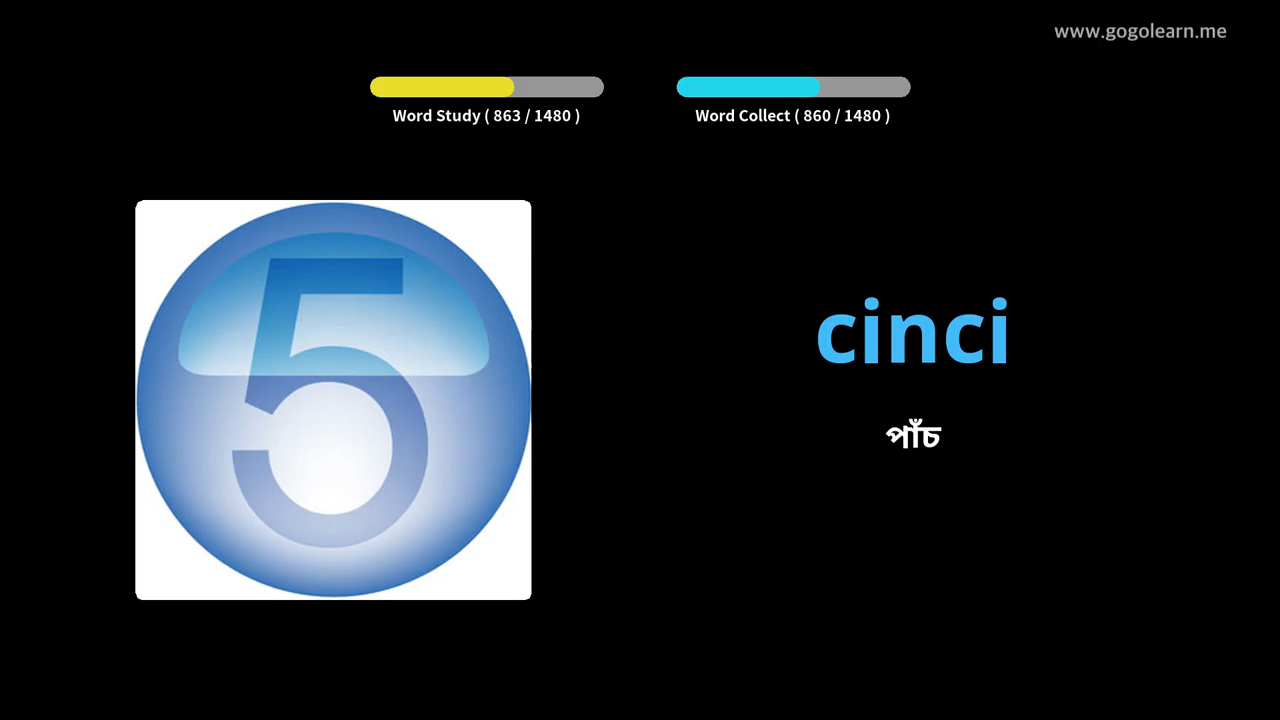 www.gogolearn.me
Word Study ( 863 / 1480 )
Word Collect ( 860 / 1480 )
5
cinci
পাঁচ